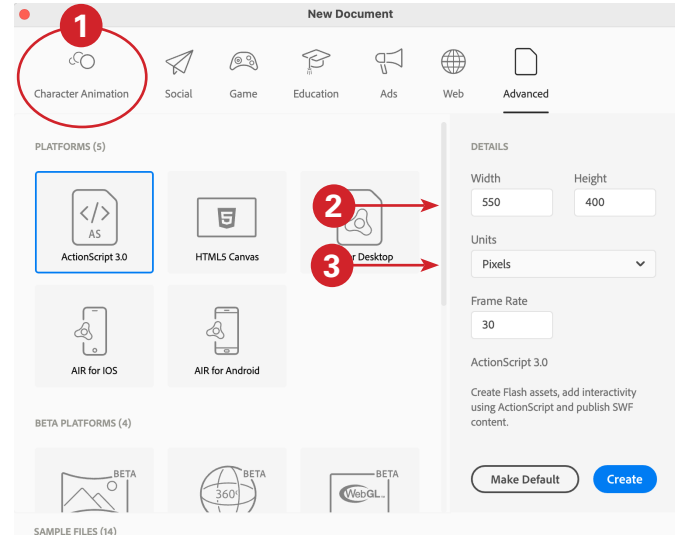 New Document
1
Character Animation
Social
Game
Education
Ads
Web
Advanced
PLATFORMS (5)
</>
AS
ActionScript 3.0
5
HTML5 Canvas
r Desktop
AIR for IOS
AIR for Android
BETA PLATFORMS (4)
BETA
BETA
360°
BETA
WebGL
SAMPLE FILES (14)
DETAILS
Width
Height
2
550
400
Units
3
Pixels
Frame Rate
30
ActionScript 3.0
Create Flash assets, add interactivity
using ActionScript and publish SWF
content.
Make Default
Create